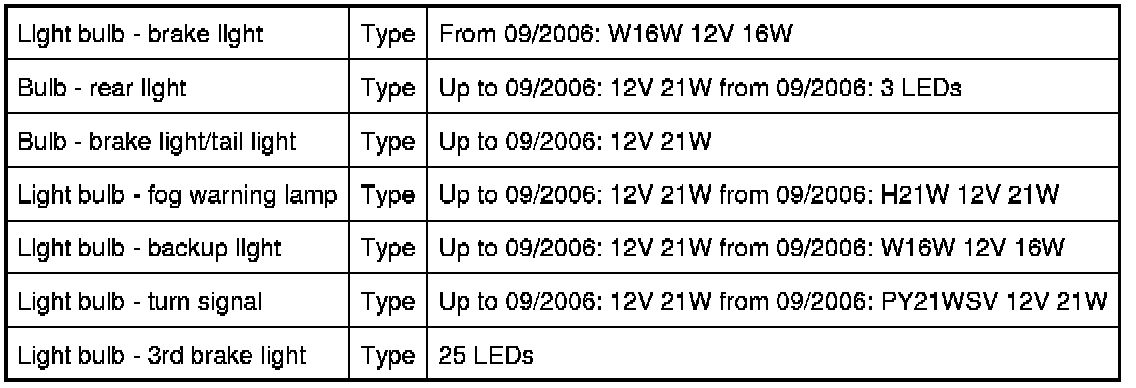 Light bulb - brake light Type From 09/2006: W16W 12V 16W
Bulb - rear light Type Up to 09/2006: 12V 21W from 09/2006: 3 LEDs
Bulb - brake light/tail light Type Up to 09/2006: 12V 21W
Light bulb - fog warning lamp Type Up to 09/2006: 12V 21W from 09/2006: H21W 12V 21W
Light bulb - backup light Type Up to 09/2006: 12V 21W from 09/2006: W16W 12V 16W
Light bulb - turn signal Type Up to 09/2006: 12V 21W from 09/2006: PY21WSV 12V 21W
Light bulb - 3rd brake light Type 25 LEDs